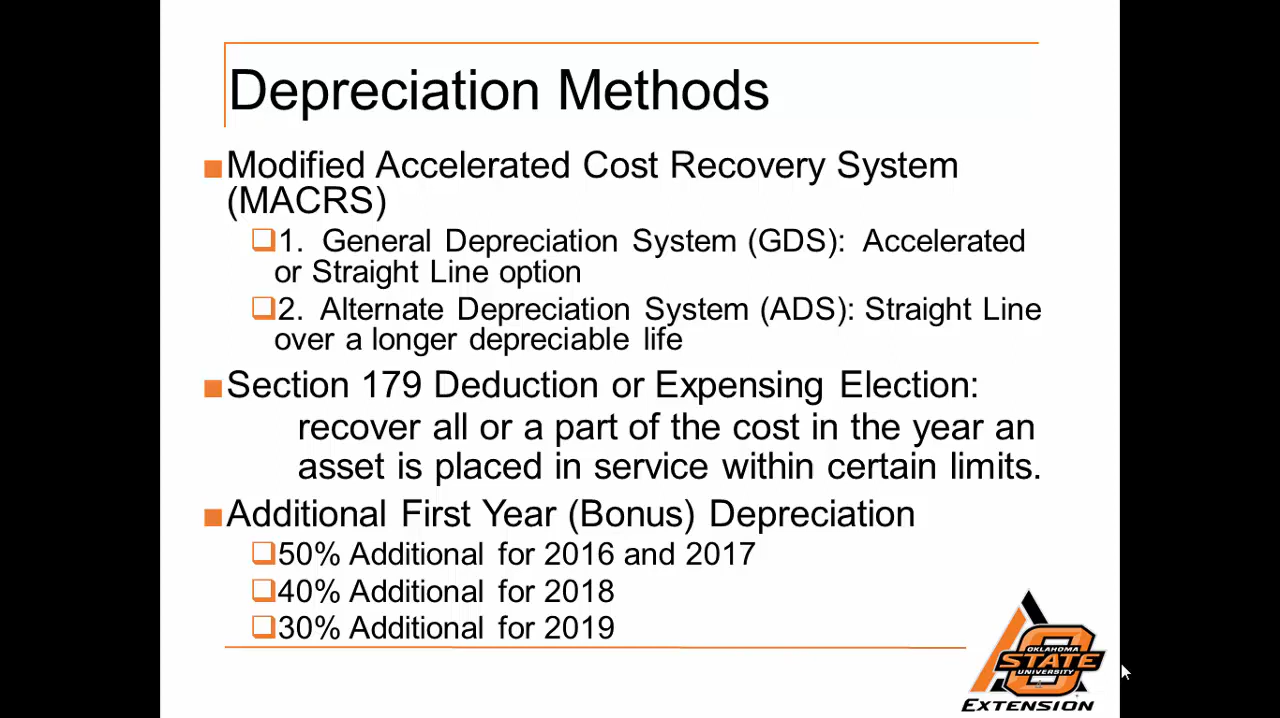 Depreciation Methods
Modified Accelerated Cost Recovery System
(MACRS)
1. General Depreciation System (GDS): Accelerated
or Straight Line option
2. Alternate Depreciation System (ADS): Straight Line
over a longer depreciable life
Section 179 Deduction or Expensing Election:
recover all or a part of the cost in the year an
asset is placed in service within certain limits.
Additional First Year (Bonus) Depreciation
50% Additional for 2016 and 2017
40% Additional for 2018
30% Additional for 2019
OKLAHOMA
STATE
UNIVERSITY
EXTENSION